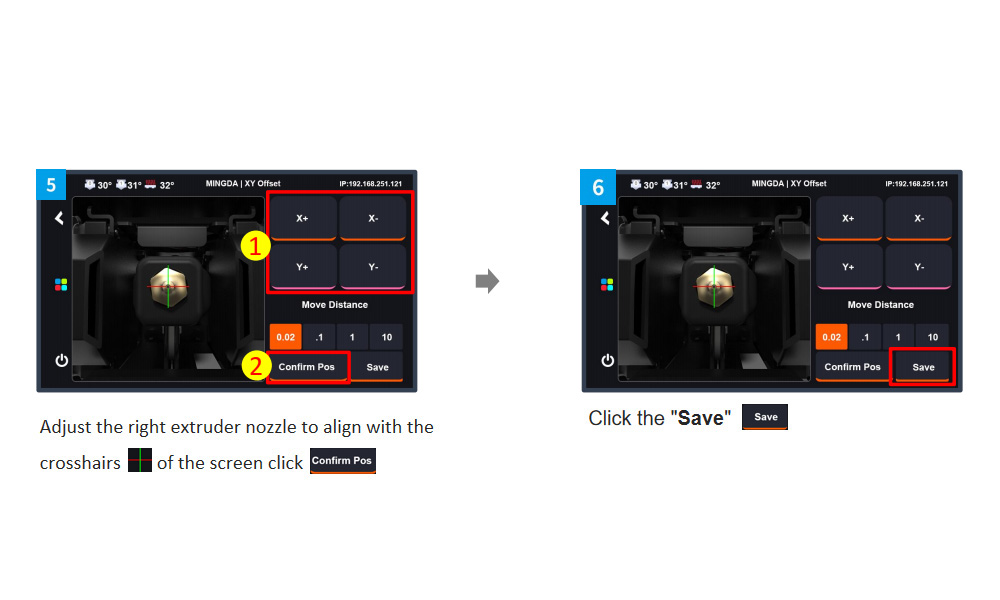 5
30° 31° 32° MINGDA | XY Offset IP:192.168.251.121
X+ X-
1
Y+ Y-
Move Distance
0.02 .1 1 10
2 Confirm Pos Save
Adjust the right extruder nozzle to align with the
crosshairs of the screen click Confirm Pos
6
30° 31° 32° MINGDA | XY Offset IP:192.168.251.121
X+ X-
Y+ Y-
Move Distance
0.02 .1 1 10
Confirm Pos Save
Click the "Save" Save